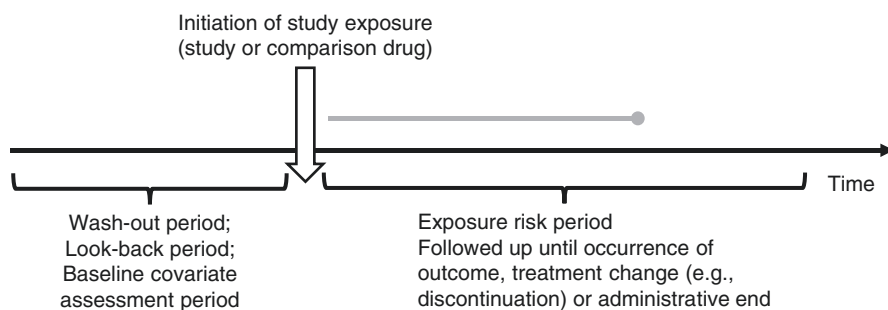 Initiation of study exposure
(study or comparison drug)
Time
Wash-out period;
Look-back period;
Baseline covariate
assessment period
Exposure risk period
Followed up until occurrence of
outcome, treatment change (e.g.,
discontinuation) or administrative end